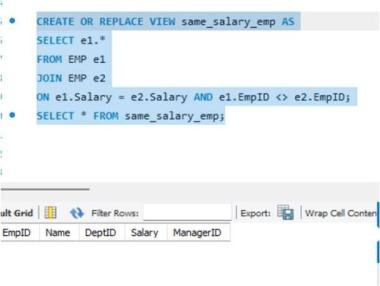 CREATE OR REPLACE VIEW same_salary_emp AS
SELECT e1.*
FROM EMP e1
JOIN EMP e2
ON e1.Salary = e2.Salary AND e1.EmpID <> e2.EmpID;
SELECT * FROM same_salary_emp;
ult Grid Filter Rows: Export: Wrap Cell Conten
EmpID Name DeptID Salary ManagerID